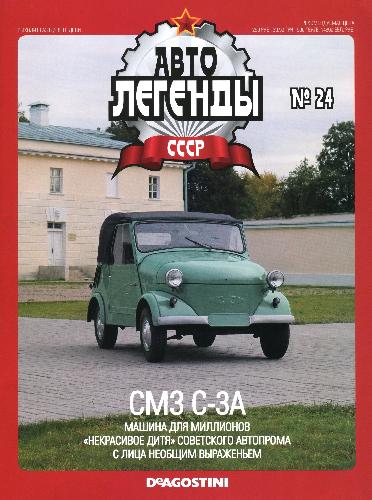 АВТО
ЛЕГЕНДЫ
СССР
№ 24
СМЗ С-3А
МАШИНА ДЛЯ МИЛЛИОНОВ
«НЕКРАСИВОЕ ДИТЯ» СОВЕТСКОГО АВТОПРОМА
С ЛИЦА НЕОБЩИМ ВЫРАЖЕНЬЕМ
DEAGOSTINI